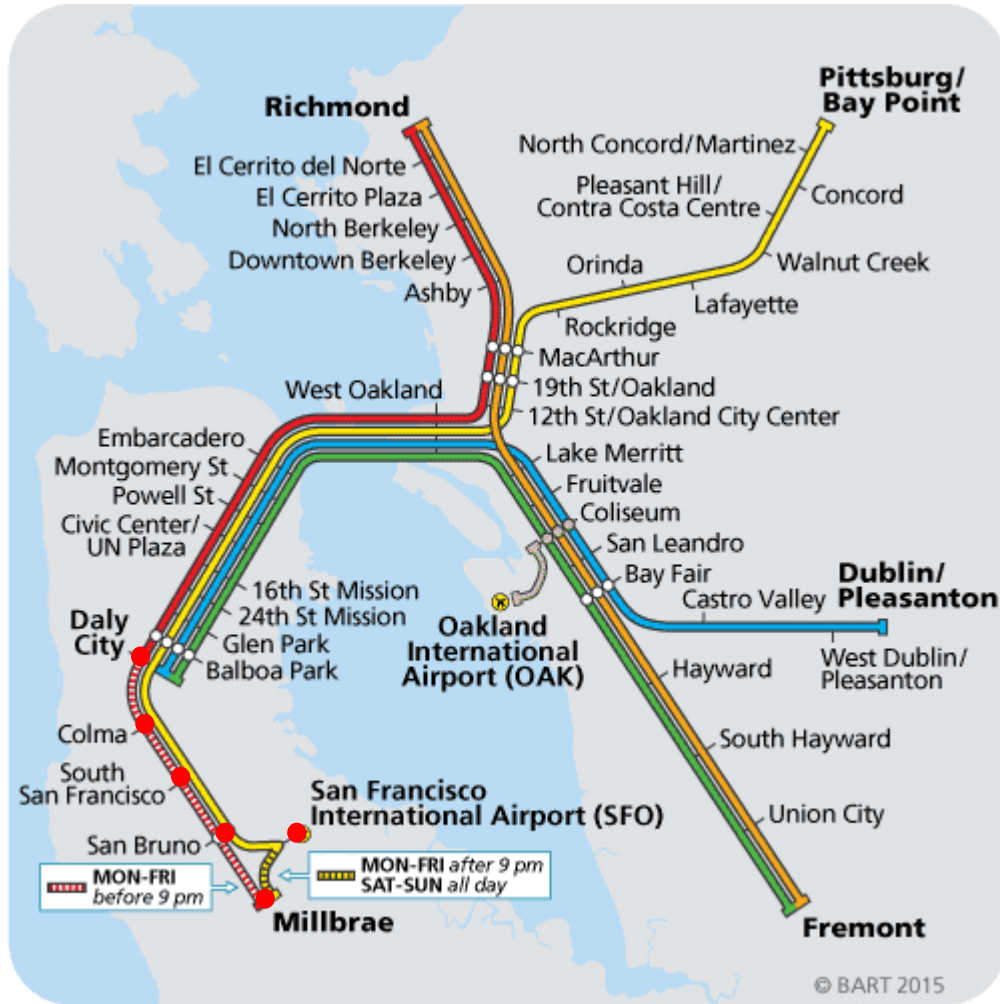 Richmond
El Cerrito del Norte
El Cerrito Plaza
North Berkeley
Downtown Berkeley
Ashby
Pittsburg/
Bay Point
North Concord/Martinez
Pleasant Hill/
Contra Costa Centre
Concord
Walnut Creek
Orinda
Lafayette
Rockridge
MacArthur
19th St/Oakland
12th St/Oakland City Center
West Oakland
Embarcadero
Montgomery St
Powell St
Civic Center/
UN Plaza
16th St Mission
24th St Mission
Glen Park
Balboa Park
Daly
City
Colma
South
San Francisco
San Bruno
San Francisco
International Airport (SFO)
MON-FRI
before 9 pm
MON-FRI after 9 pm
SAT-SUN all day
Millbrae
Lake Merritt
Fruitvale
Coliseum
San Leandro
Bay Fair
Oakland
International
Airport (OAK)
Castro Valley
Dublin/
Pleasanton
West Dublin/
Pleasanton
Hayward
South Hayward
Union City
Fremont
© BART 2015